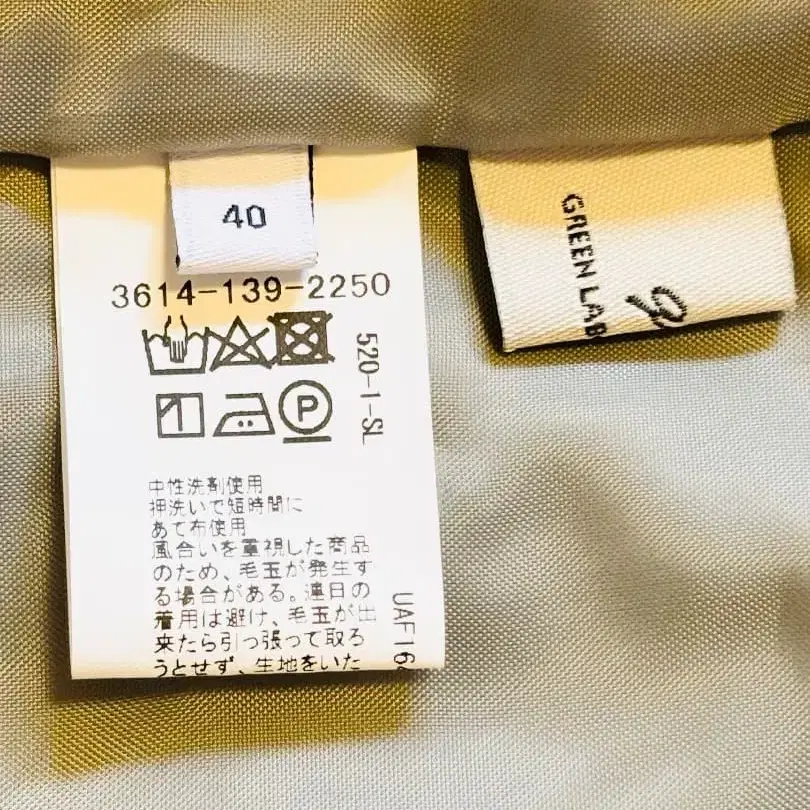 40
3614-139-2250
520-1-SL
P
中性洗剤使用
押洗いで短時間に
あて布使用
風合いを重視した商品
のため、毛玉が発生す
る場合がある。連日の
着用は避け、毛玉が出
来たら引っ張って取ろ
うとせず、生地をいた
UAF164
GREEN LAB
g